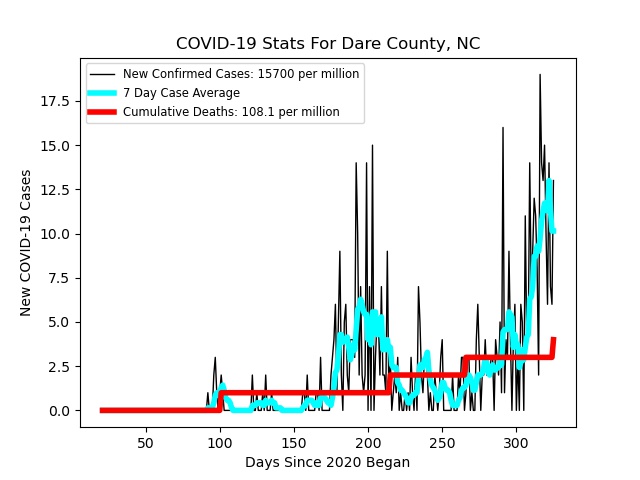 COVID-19 Stats For Dare County, NC
New Confirmed Cases: 15700 per million
7 Day Case Average
Cumulative Deaths: 108.1 per million
New COVID-19 Cases
17.5
15.0
12.5
10.0
7.5
5.0
2.5
0.0
50 100 150 200 250 300
Days Since 2020 Began